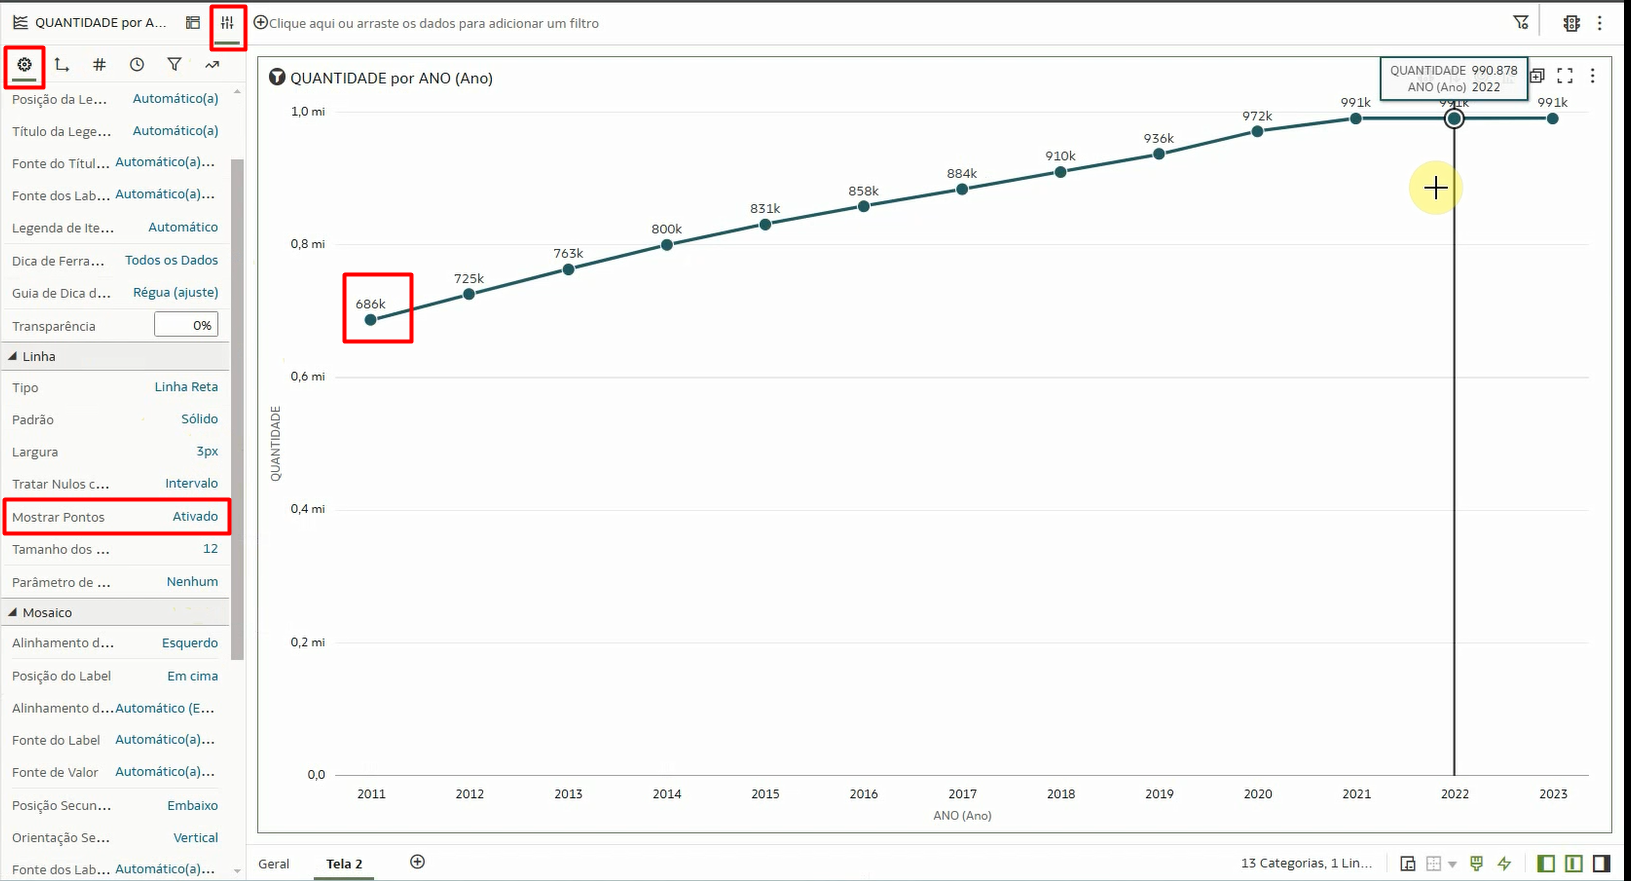 QUANTIDADE por A...
Clique aqui ou arraste os dados para adicionar um filtro
Posição da Le... Automático(a)
Título da Lege... Automático(a)
Fonte do Títul... Automático(a)...
Fonte dos Lab... Automático(a)...
Legenda de Ite... Automático
Dica de Ferra... Todos os Dados
Guia de Dica d... Régua (ajuste)
Transparência 0%
Linha
Tipo Linha Reta
Padrão Sólido
Largura 3px
Tratar Nulos c... Intervalo
Mostrar Pontos Ativado
Tamanho dos ... 12
Parâmetro de ... Nenhum
Mosaico
Alinhamento d... Esquerdo
Posição do Label Em cima
Alinhamento d... Automático (E...
Fonte do Label Automático(a)...
Fonte de Valor Automático(a)...
Posição Secun... Embaixo
Orientação Se... Vertical
Fonte dos Lab... Automático(a)...
QUANTIDADE por ANO (Ano)
QUANTIDADE 990.878
ANO (Ano) 2022
1,0 mi
0,8 mi
0,6 mi
0,4 mi
0,2 mi
0,0
QUANTIDADE
686k 725k 763k 800k 831k 858k 884k 910k 936k 972k 991k 991k 991k
2011 2012 2013 2014 2015 2016 2017 2018 2019 2020 2021 2022 2023
ANO (Ano)
Geral Tela 2
13 Categorias, 1 Lin...